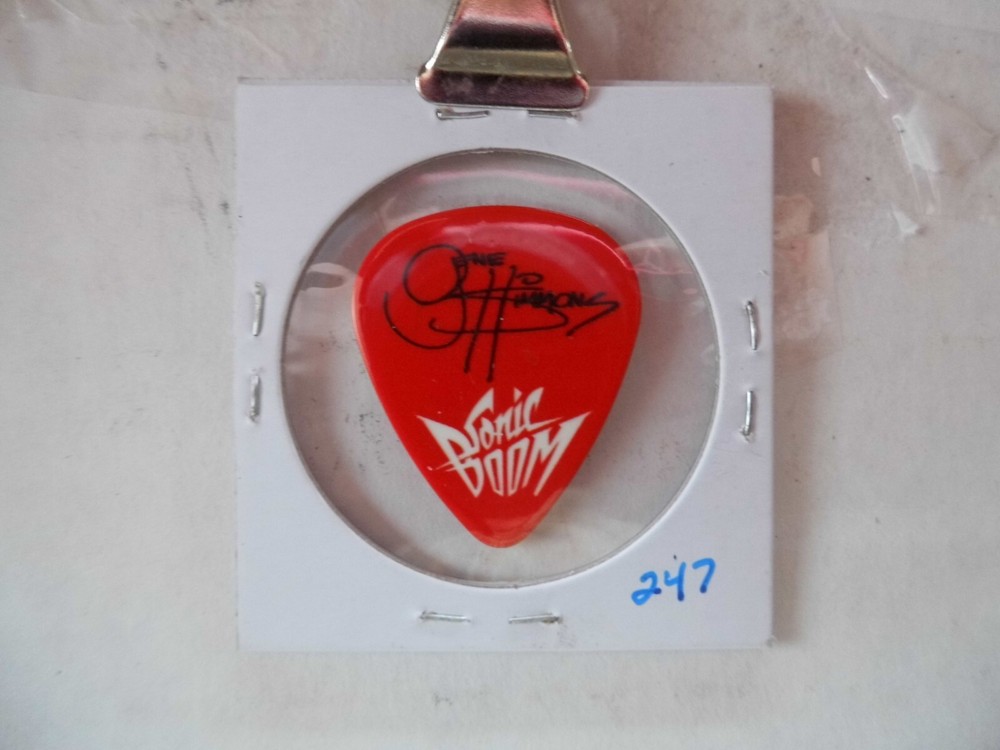 Gene
Simmons
Sonic
BOOM
247